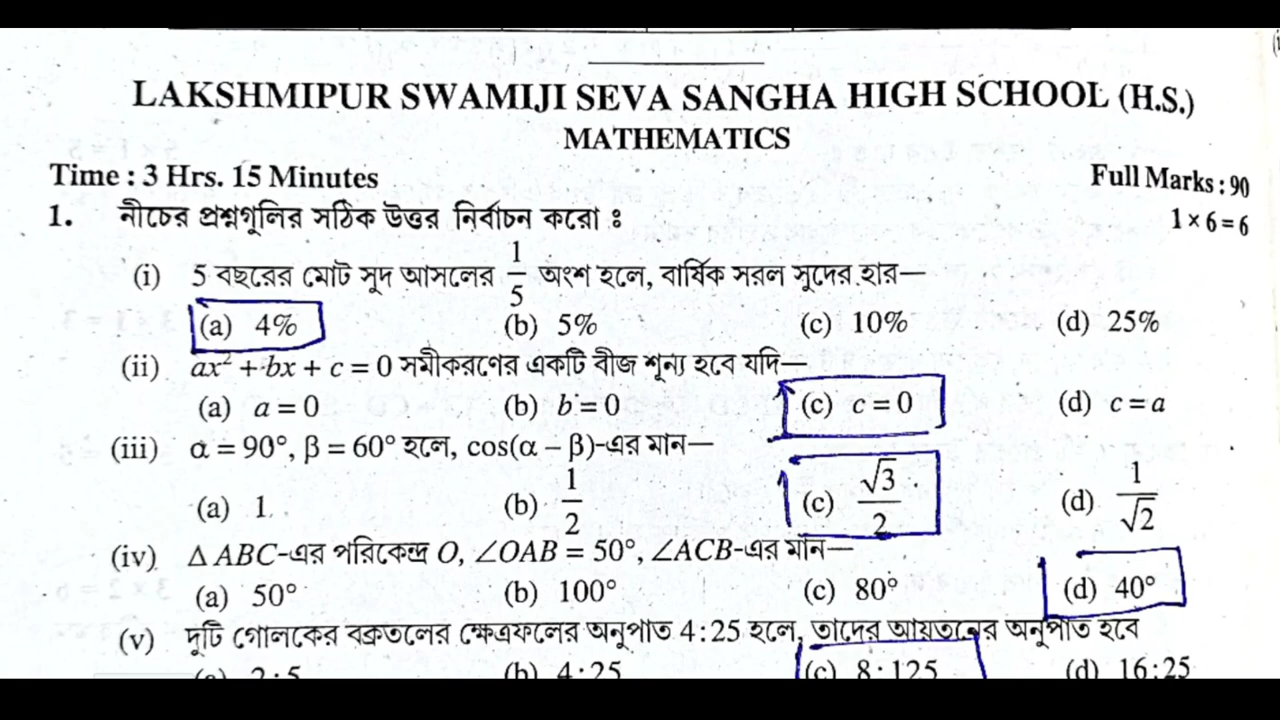 LAKSHMIPUR SWAMIJI SEVA SANGHA HIGH SCHOOL (H.S.)
MATHEMATICS
Time : 3 Hrs. 15 Minutes Full Marks : 90
1. নীচের প্রশ্নগুলির সঠিক উত্তর নির্বাচন করো ঃ 1 × 6 = 6
(i) 5 বছরের মোট সুদ আসলের 1/5 অংশ হলে, বার্ষিক সরল সুদের হার—
(a) 4% (b) 5% (c) 10% (d) 25%
(ii) ax² + bx + c = 0 সমীকরণের একটি বীজ শূন্য হবে যদি—
(a) a = 0 (b) b = 0 (c) c = 0 (d) c = a
(iii) α = 90°, β = 60° হলে, cos(α – β)-এর মান—
(a) 1 (b) 1/2 (c) √3/2 (d) 1/√2
(iv) Δ ABC-এর পরিকেন্দ্র O, ∠OAB = 50°, ∠ACB-এর মান—
(a) 50° (b) 100° (c) 80° (d) 40°
(v) দুটি গোলকের বক্রতলের ক্ষেত্রফলের অনুপাত 4 : 25 হলে, তাদের আয়তনের অনুপাত হবে
(a) 2 : 5 (b) 4 : 25 (c) 8 : 125 (d) 16 : 25